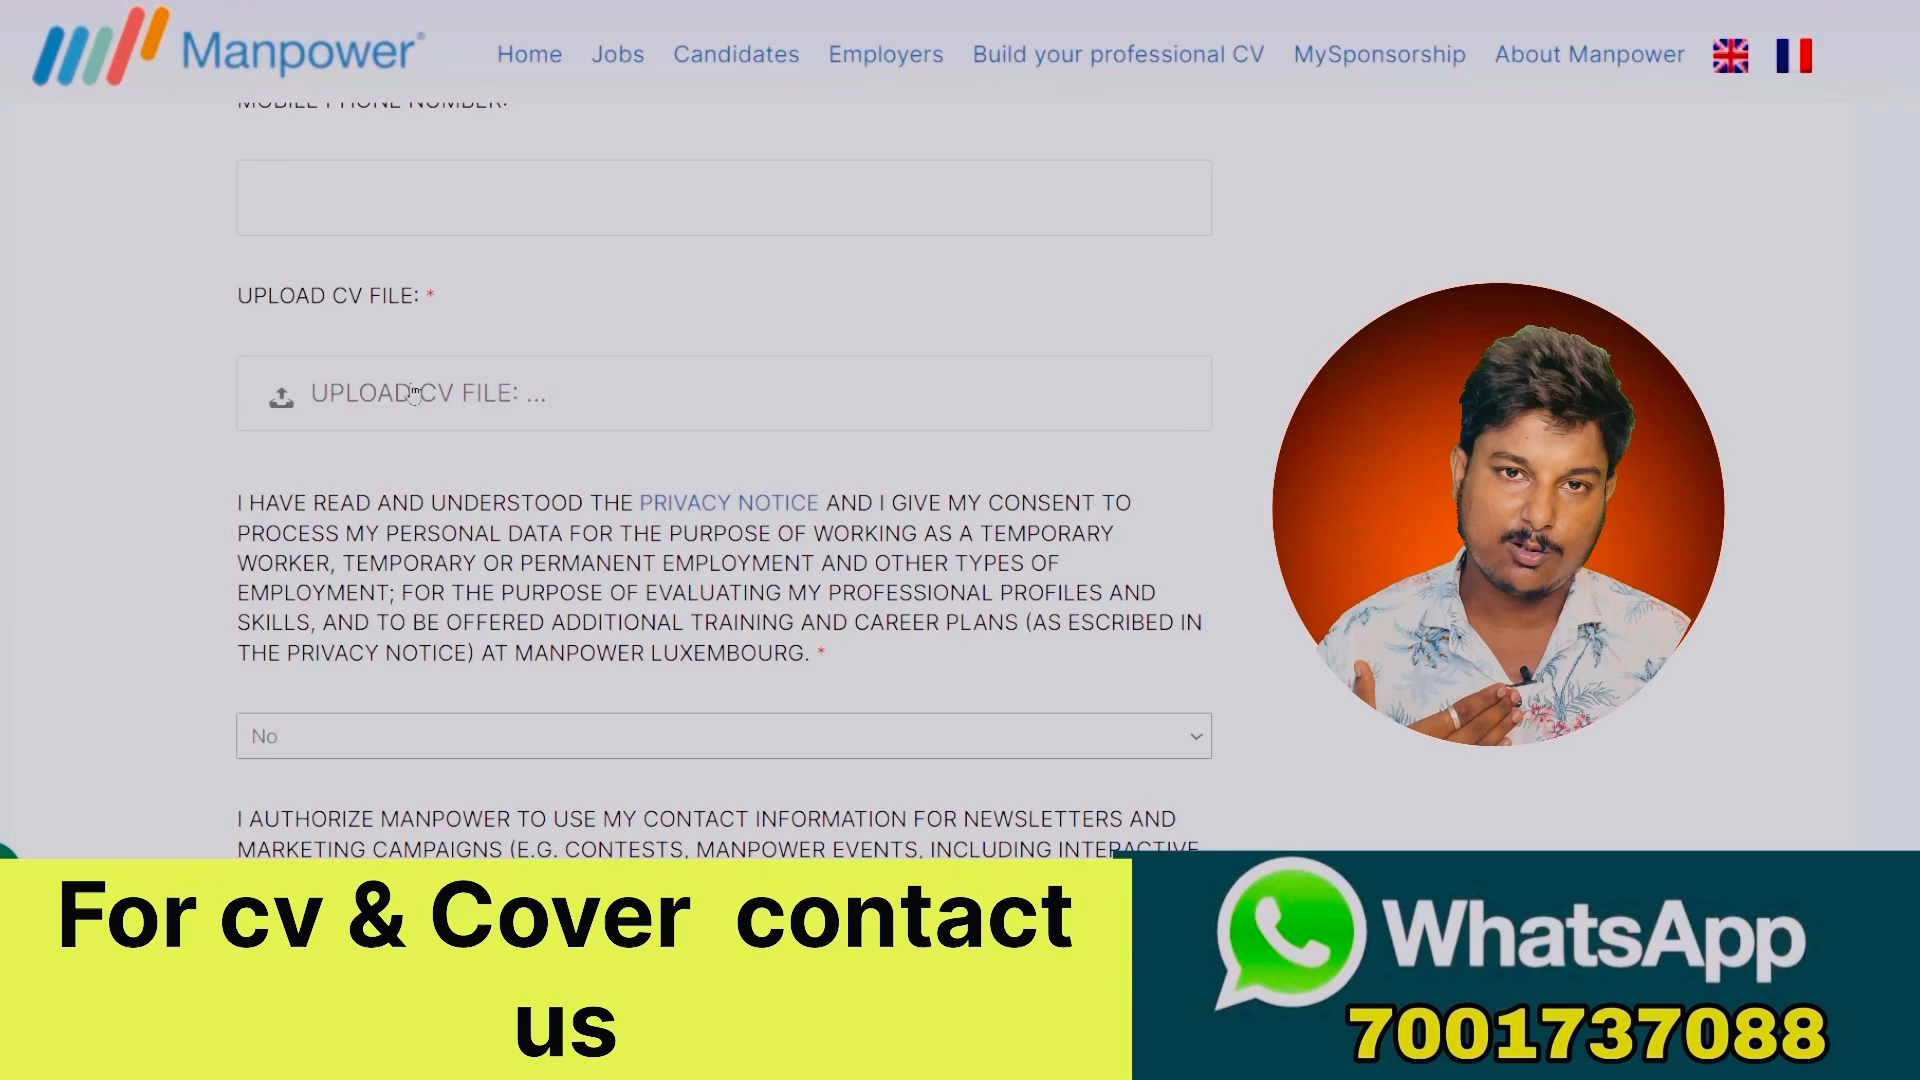 Manpower®
Home Jobs Candidates Employers Build your professional CV MySponsorship About Manpower
MOBILE PHONE NUMBER:
UPLOAD CV FILE: *
UPLOAD CV FILE: ...
I HAVE READ AND UNDERSTOOD THE PRIVACY NOTICE AND I GIVE MY CONSENT TO
PROCESS MY PERSONAL DATA FOR THE PURPOSE OF WORKING AS A TEMPORARY
WORKER, TEMPORARY OR PERMANENT EMPLOYMENT AND OTHER TYPES OF
EMPLOYMENT; FOR THE PURPOSE OF EVALUATING MY PROFESSIONAL PROFILES AND
SKILLS, AND TO BE OFFERED ADDITIONAL TRAINING AND CAREER PLANS (AS ESCRIBED IN
THE PRIVACY NOTICE) AT MANPOWER LUXEMBOURG. *
No
I AUTHORIZE MANPOWER TO USE MY CONTACT INFORMATION FOR NEWSLETTERS AND
MARKETING CAMPAIGNS (E.G. CONTESTS, MANPOWER EVENTS, INCLUDING INTERACTIVE
For cv & Cover contact
us
WhatsApp
7001737088